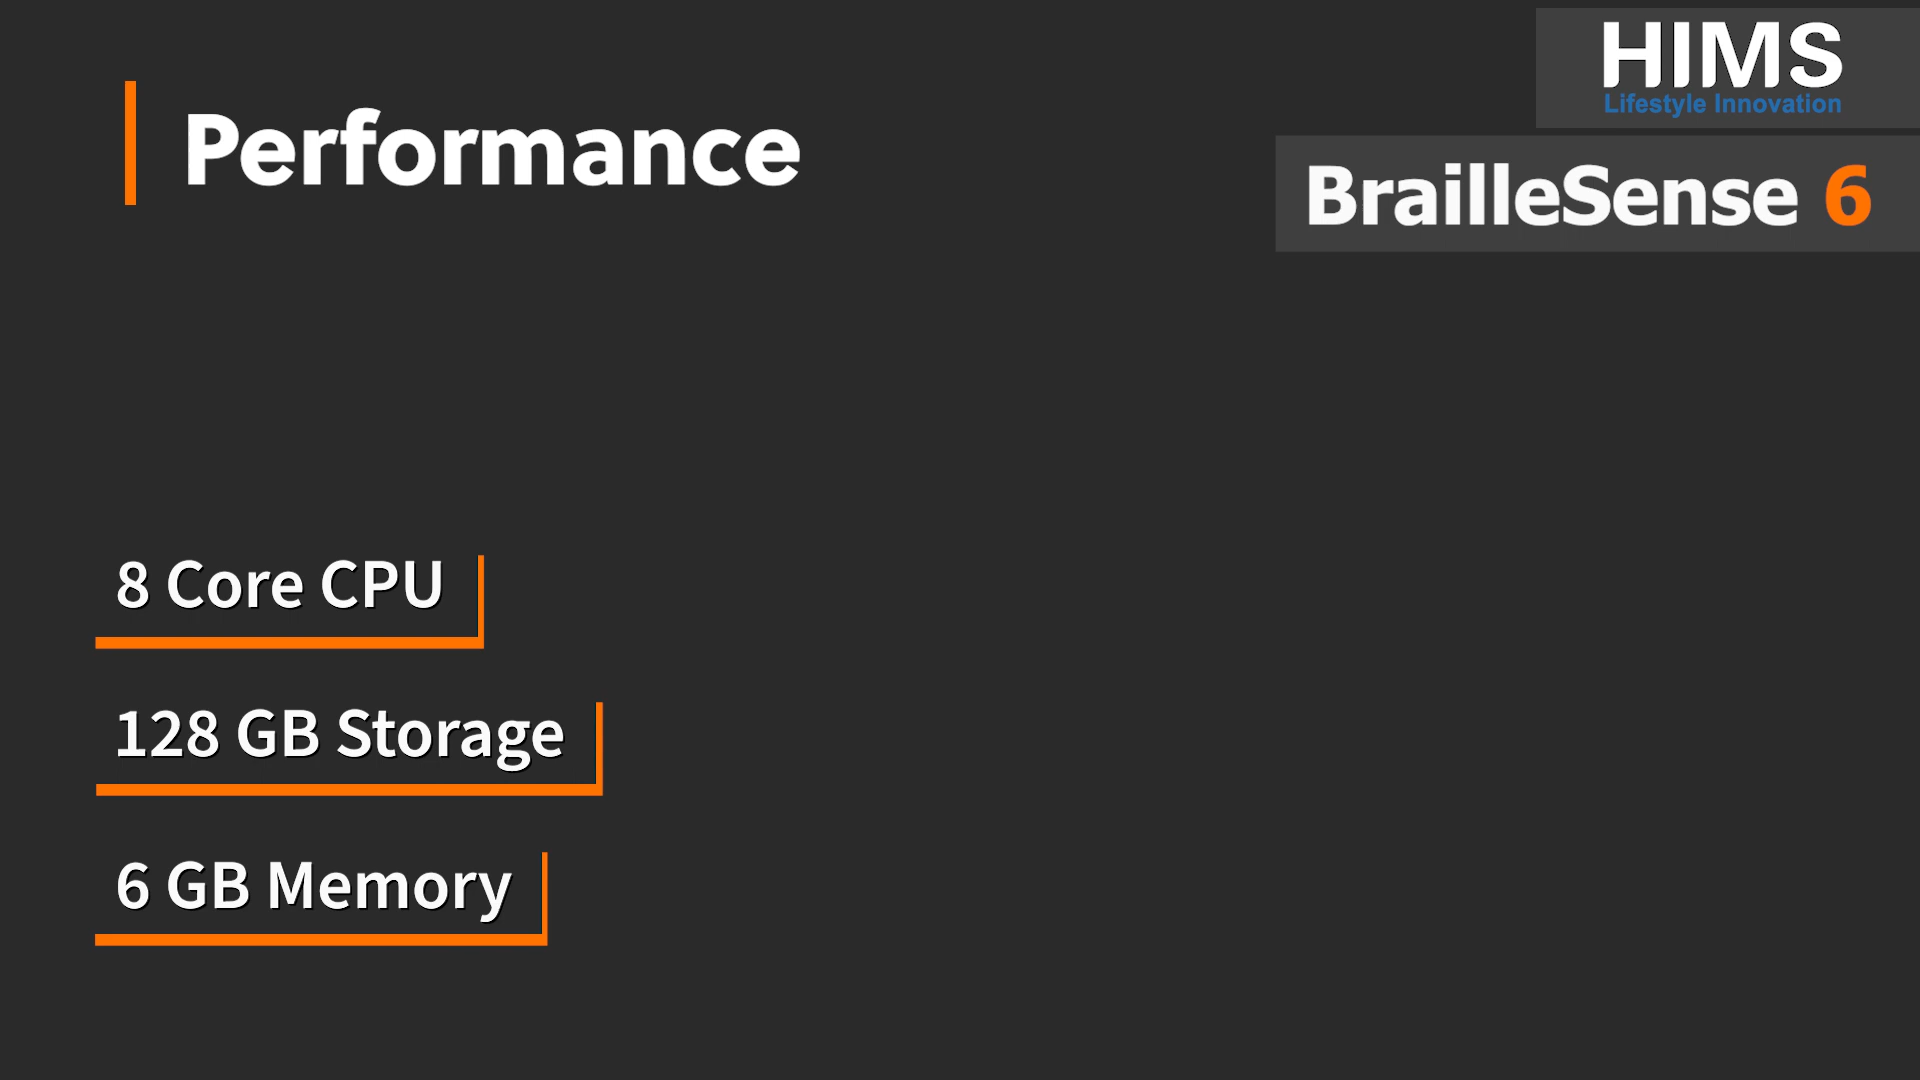 HIMS
Lifestyle Innovation
Performance
BrailleSense 6
8 Core CPU
128 GB Storage
6 GB Memory